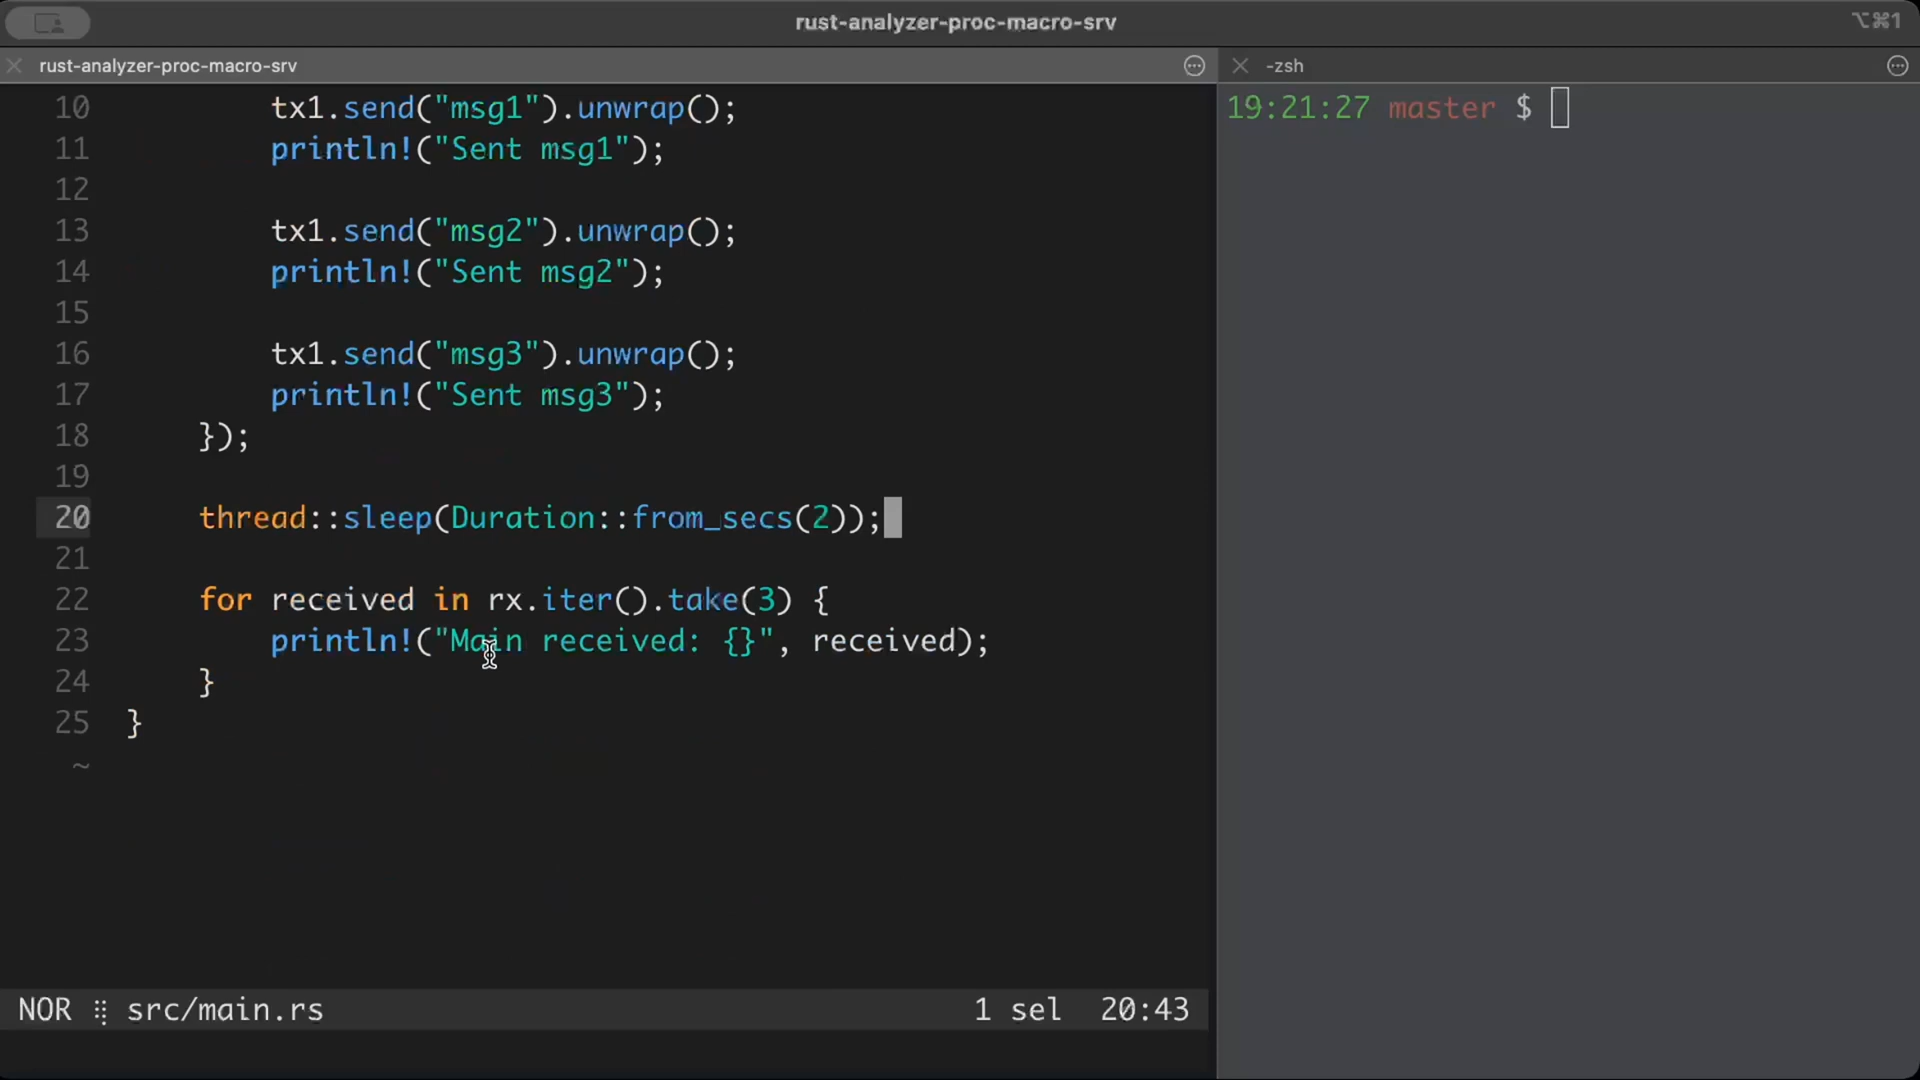 rust-analyzer-proc-macro-srv
⌥⌘1
rust-analyzer-proc-macro-srv
10 tx1.send("msg1").unwrap();
11 println!("Sent msg1");
12
13 tx1.send("msg2").unwrap();
14 println!("Sent msg2");
15
16 tx1.send("msg3").unwrap();
17 println!("Sent msg3");
18 });
19
20 thread::sleep(Duration::from_secs(2));
21
22 for received in rx.iter().take(3) {
23 println!("Main received: {}", received);
24 }
25 }
~
NOR ⣿ src/main.rs 1 sel 20:43
-zsh
19:21:27 master $